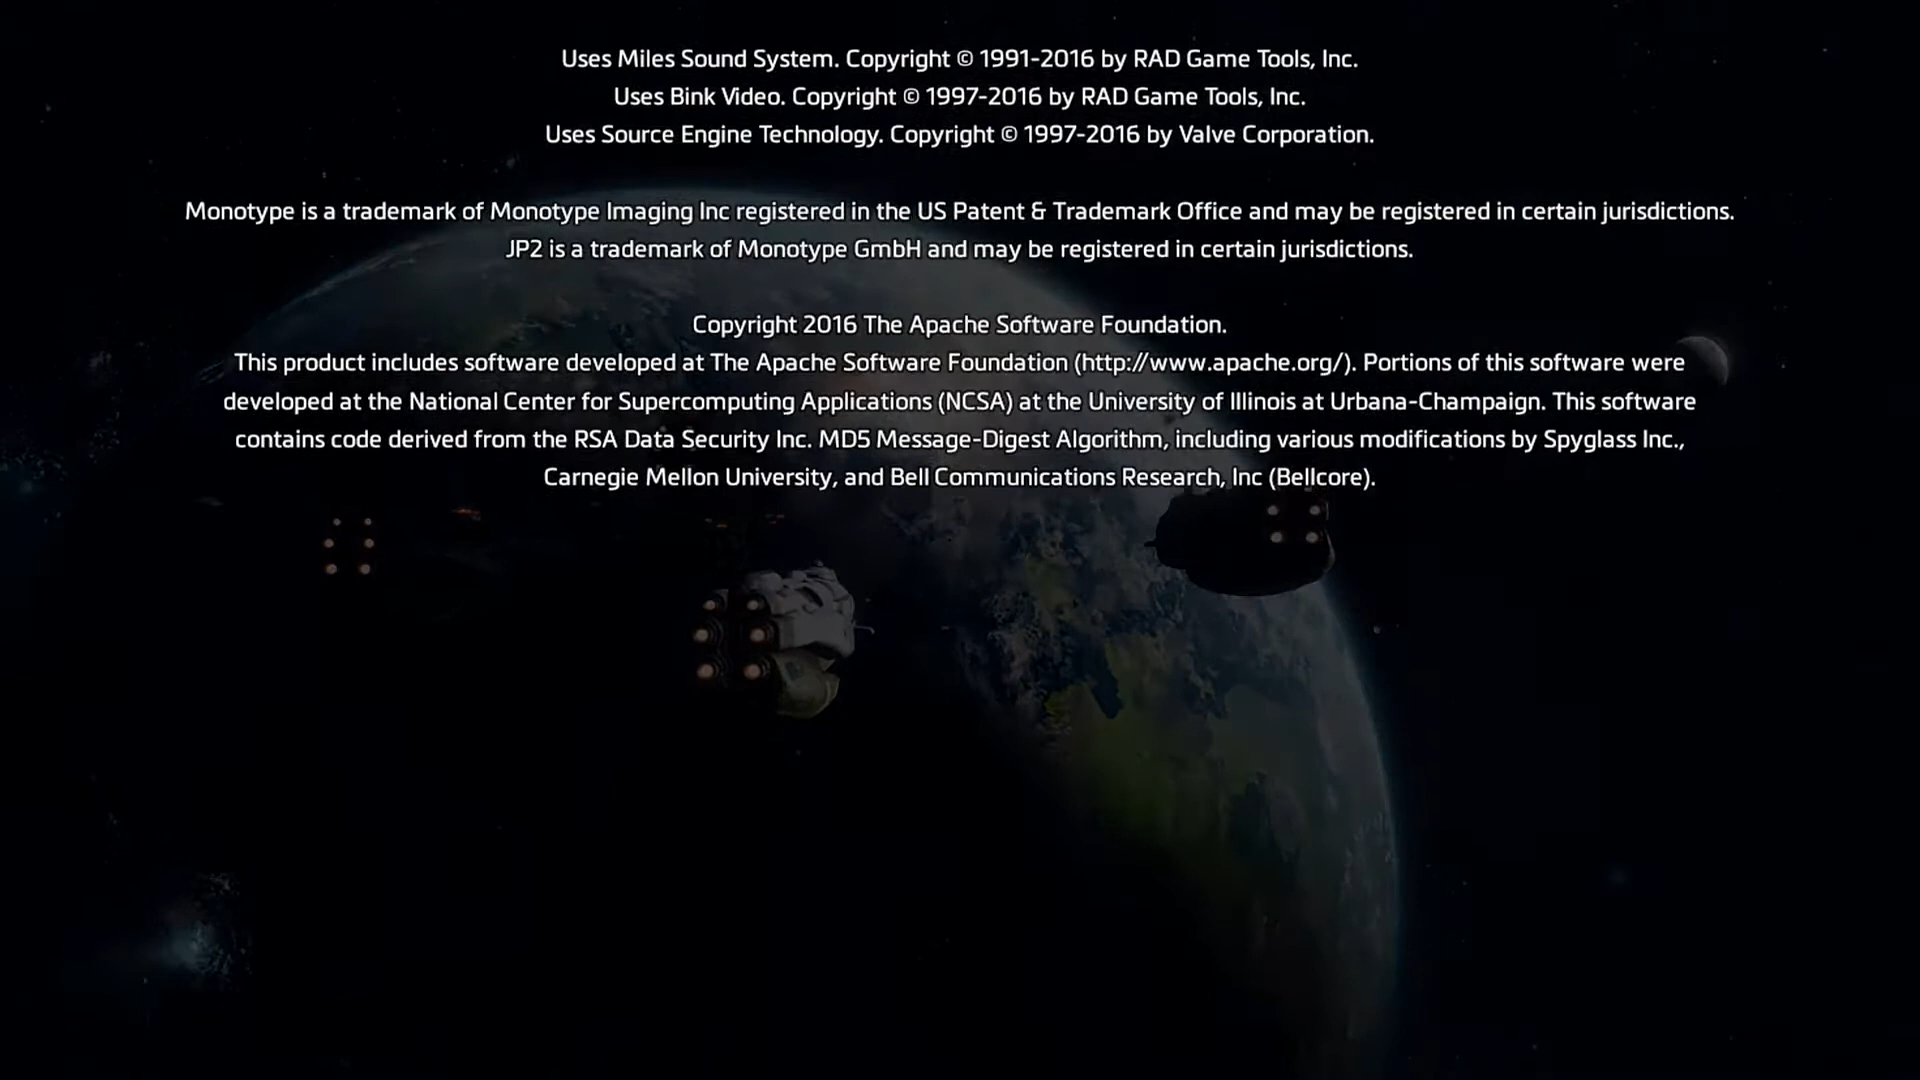 Uses Miles Sound System. Copyright © 1991-2016 by RAD Game Tools, Inc.
Uses Bink Video. Copyright © 1997-2016 by RAD Game Tools, Inc.
Uses Source Engine Technology. Copyright © 1997-2016 by Valve Corporation.
Monotype is a trademark of Monotype Imaging Inc registered in the US Patent & Trademark Office and may be registered in certain jurisdictions.
JP2 is a trademark of Monotype GmbH and may be registered in certain jurisdictions.
Copyright 2016 The Apache Software Foundation.
This product includes software developed at The Apache Software Foundation (http://www.apache.org/). Portions of this software were
developed at the National Center for Supercomputing Applications (NCSA) at the University of Illinois at Urbana-Champaign. This software
contains code derived from the RSA Data Security Inc. MD5 Message-Digest Algorithm, including various modifications by Spyglass Inc.,
Carnegie Mellon University, and Bell Communications Research, Inc (Bellcore).